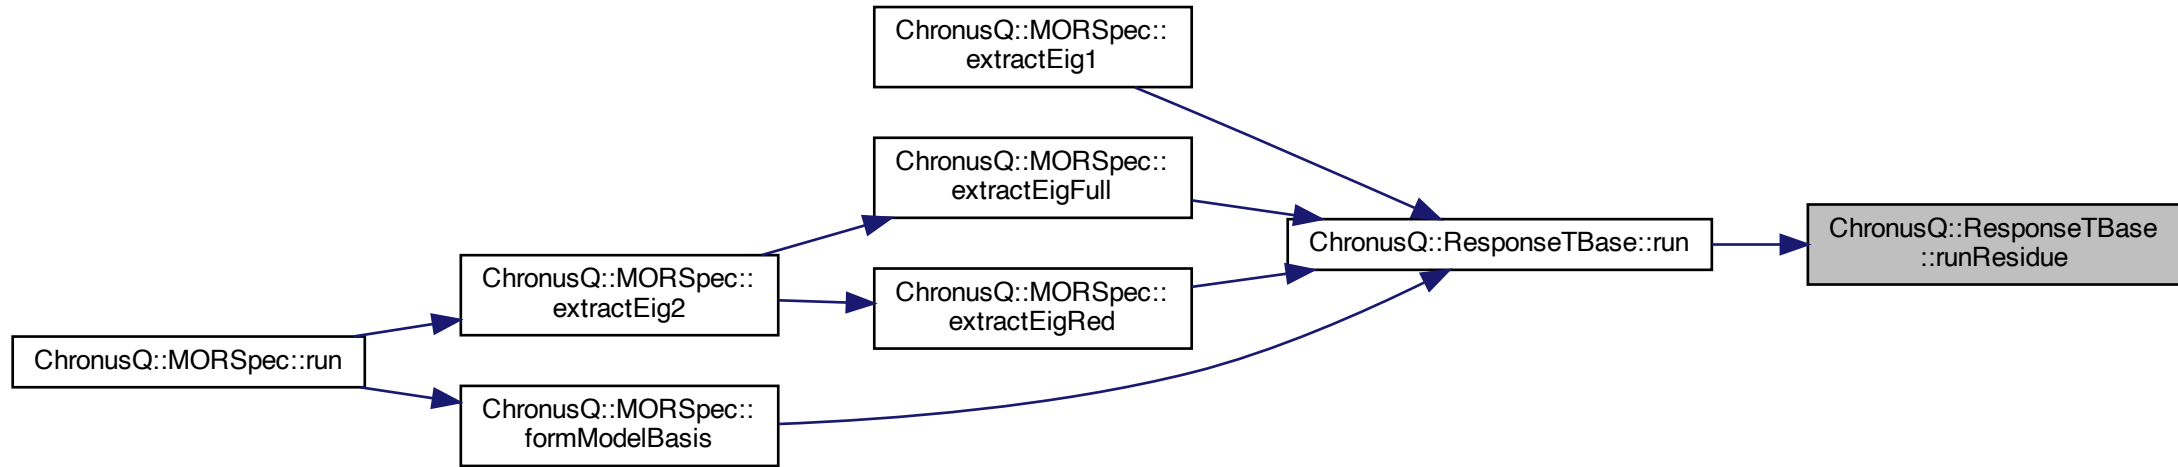 ChronusQ::MORSpec::run
ChronusQ::MORSpec::
extractEig2
ChronusQ::MORSpec::
formModelBasis
ChronusQ::MORSpec::
extractEig1
ChronusQ::MORSpec::
extractEigFull
ChronusQ::MORSpec::
extractEigRed
ChronusQ::ResponseTBase::run
ChronusQ::ResponseTBase
::runResidue